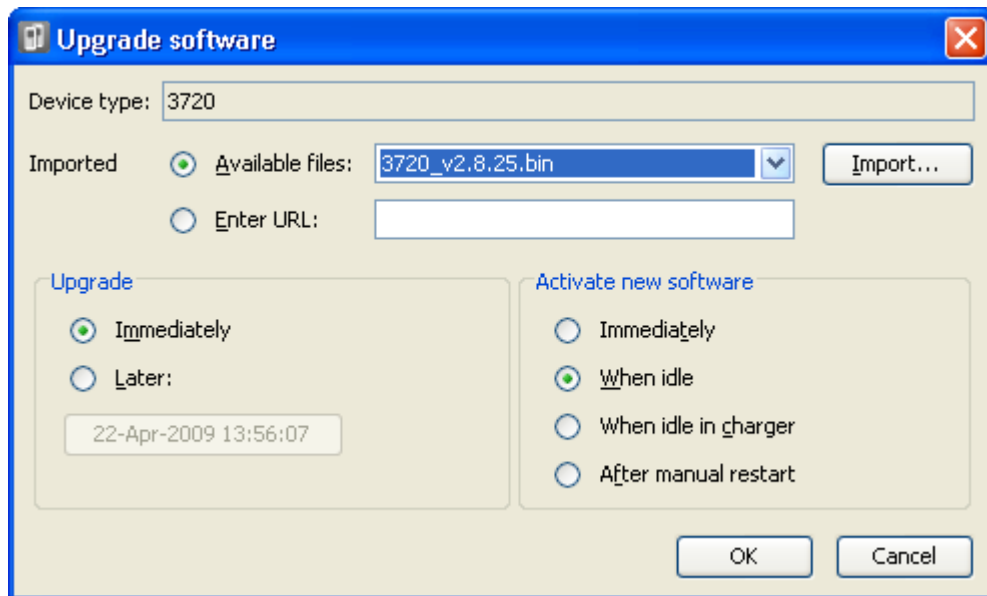 Upgrade software
Device type: 3720
Imported Available files: 3720_v2.8.25.bin Import...
Enter URL:
Upgrade
Immediately
Later:
22-Apr-2009 13:56:07
Activate new software
Immediately
When idle
When idle in charger
After manual restart
OK Cancel